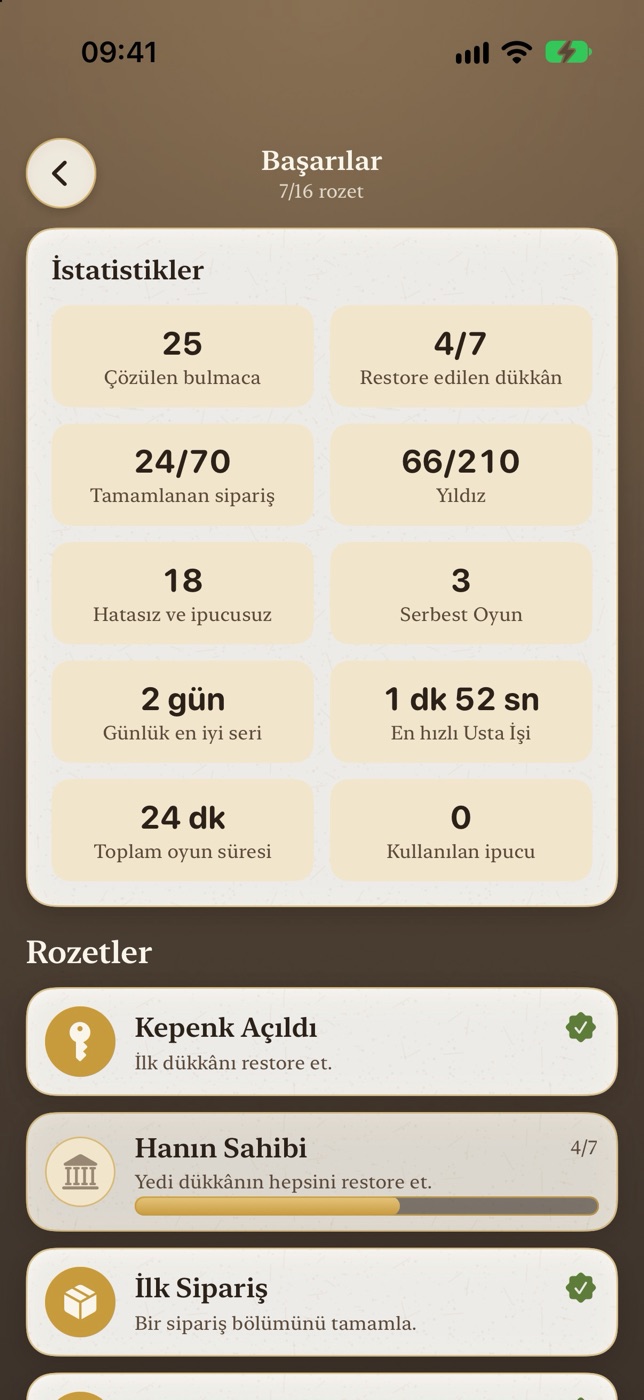 09:41
Başarılar
7/16 rozet
İstatistikler
25
Çözülen bulmaca
4/7
Restore edilen dükkân
24/70
Tamamlanan sipariş
66/210
Yıldız
18
Hatasız ve ipucusuz
3
Serbest Oyun
2 gün
Günlük en iyi seri
1 dk 52 sn
En hızlı Usta İşi
24 dk
Toplam oyun süresi
0
Kullanılan ipucu
Rozetler
Kepenk Açıldı
İlk dükkânı restore et.
Hanın Sahibi
4/7
Yedi dükkânın hepsini restore et.
İlk Sipariş
Bir sipariş bölümünü tamamla.